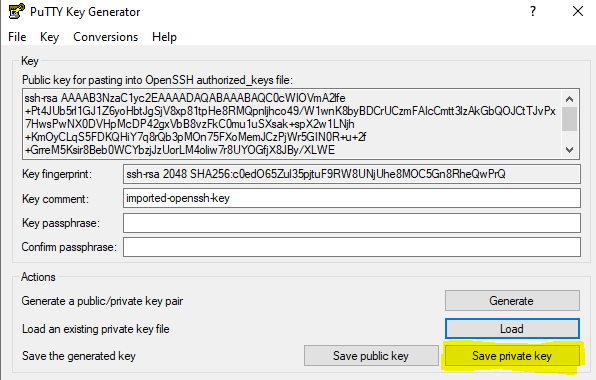 PuTTY Key Generator
File Key Conversions Help
Key
Public key for pasting into OpenSSH authorized_keys file:
ssh-rsa AAAAB3NzaC1yc2EAAAADAQABAAABAQC0cWIOVmA2lfe
+Pt4JUb5rI1GJ1Z6yoHbtJgSjV8xp81tpHe8RMQpnIjhco49/W1wnK8byBDCrUCzmFAIcCmtt3IzAkGbQOJCtTJvPx
7HwsPwNX0DVHpMcDP42gxVbB8vzFkC0mu1uSXsak+spX2w1LNjh
+KmOyCLqS5FDKQHiY7q8rQb3pMOn75FXoMemJCzPjWr5GIN0R+u+2f
+GrreM5Ksir8Beb0WCYbzjJzUorLM4oliw7r8UYOGfjX8JBy/XLWE
Key fingerprint: ssh-rsa 2048 SHA256:c0edO65Zul35pjtuF9RW8UNjUhe8MOC5Gn8RheQwPrQ
Key comment: imported-openssh-key
Key passphrase:
Confirm passphrase:
Actions
Generate a public/private key pair Generate
Load an existing private key file Load
Save the generated key Save public key Save private key